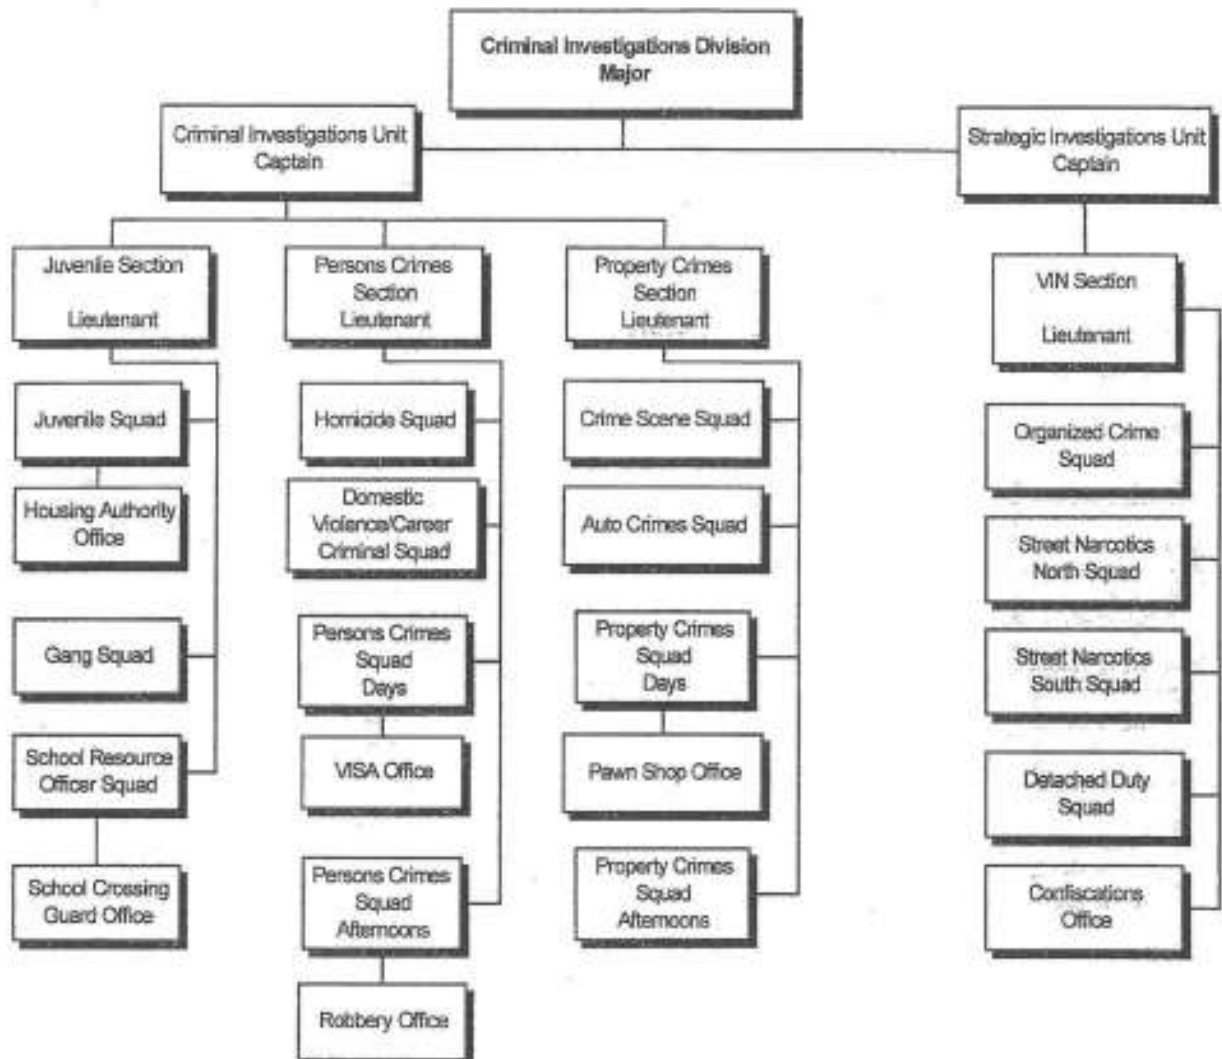 Criminal Investigations Division
Major
Criminal Investigations Unit
Captain
Strategic Investigations Unit
Captain
Juvenile Section
Lieutenant
Persons Crimes
Section
Lieutenant
Property Crimes
Section
Lieutenant
VIN Section
Lieutenant
Juvenile Squad
Housing Authority
Office
Gang Squad
School Resource
Officer Squad
School Crossing
Guard Office
Homicide Squad
Domestic
Violence/Career
Criminal Squad
Persons Crimes
Squad
Days
VISA Office
Persons Crimes
Squad
Afternoons
Robbery Office
Crime Scene Squad
Auto Crimes Squad
Property Crimes
Squad
Days
Pawn Shop Office
Property Crimes
Squad
Afternoons
Organized Crime
Squad
Street Narcotics
North Squad
Street Narcotics
South Squad
Detached Duty
Squad
Confiscations
Office